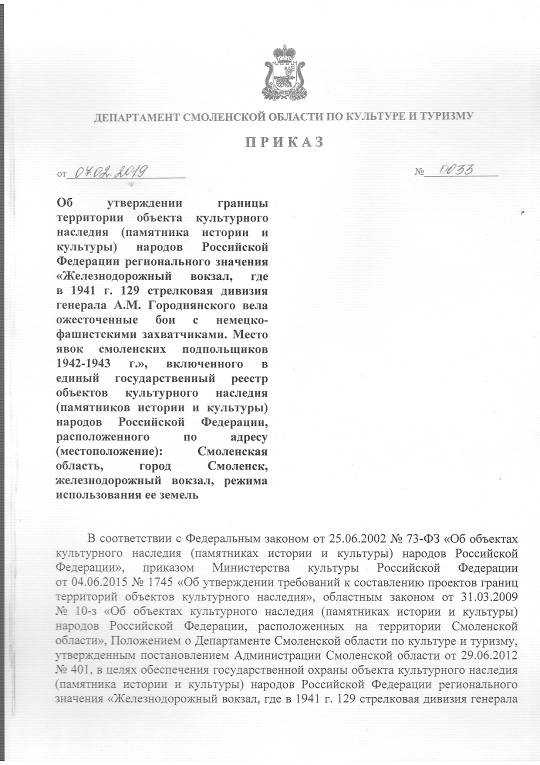 ДЕПАРТАМЕНТ СМОЛЕНСКОЙ ОБЛАСТИ ПО КУЛЬТУРЕ И ТУРИЗМУ
П Р И К А З
от 07.02.2019 № 0033
Об утверждении границы
территории объекта культурного
наследия (памятника истории и
культуры) народов Российской
Федерации регионального значения
«Железнодорожный вокзал, где
в 1941 г. 129 стрелковая дивизия
генерала А.М. Городнянского вела
ожесточенные бои с немецко-
фашистскими захватчиками. Место
явок смоленских подпольщиков
1942-1943 г.», включенного в
единый государственный реестр
объектов культурного наследия
(памятников истории и культуры)
народов Российской Федерации,
расположенного по адресу
(местоположение): Смоленская
область, город Смоленск,
железнодорожный вокзал, режима
использования ее земель
В соответствии с Федеральным законом от 25.06.2002 № 73-ФЗ «Об объектах
культурного наследия (памятниках истории и культуры) народов Российской
Федерации», приказом Министерства культуры Российской Федерации
от 04.06.2015 № 1745 «Об утверждении требований к составлению проектов границ
территорий объектов культурного наследия», областным законом от 31.03.2009
№ 10-з «Об объектах культурного наследия (памятниках истории и культуры)
народов Российской Федерации, расположенных на территории Смоленской
области», Положением о Департаменте Смоленской области по культуре и туризму,
утвержденным постановлением Администрации Смоленской области от 29.06.2012
№ 401, в целях обеспечения государственной охраны объекта культурного наследия
(памятника истории и культуры) народов Российской Федерации регионального
значения «Железнодорожный вокзал, где в 1941 г. 129 стрелковая дивизия генерала